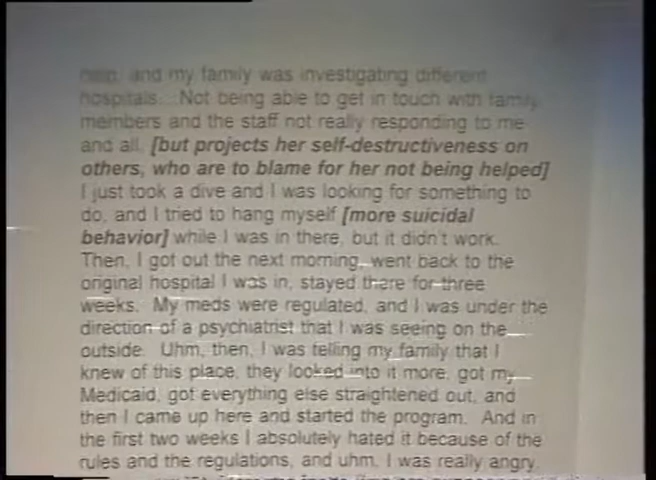 help, and my family was investigating different
hospitals. Not being able to get in touch with family
members and the staff not really responding to me
and all, [but projects her self-destructiveness on
others, who are to blame for her not being helped]
I just took a dive and I was looking for something to
do, and I tried to hang myself [more suicidal
behavior] while I was in there, but it didn't work.
Then, I got out the next morning, went back to the
original hospital I was in, stayed there for three
weeks. My meds were regulated, and I was under the
direction of a psychiatrist that I was seeing on the
outside. Uhm, then, I was telling my family that I
knew of this place, they looked into it more, got my
Medicaid, got everything else straightened out, and
then I came up here and started the program. And in
the first two weeks I absolutely hated it because of the
rules and the regulations, and uhm, I was really angry